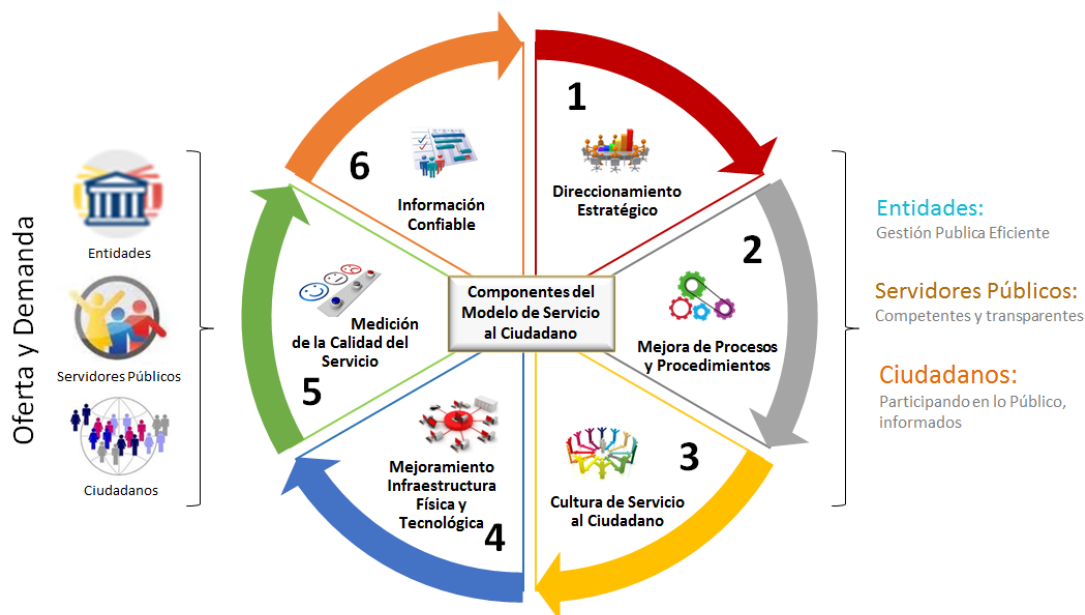 Oferta y Demanda
Entidades
Servidores Públicos
Ciudadanos
1
Direccionamiento
Estratégico
2
Mejora de Procesos
y Procedimientos
3
Cultura de Servicio
al Ciudadano
4
Mejoramiento
Infraestructura
Física y
Tecnológica
5
Medición
de la Calidad del
Servicio
6
Información
Confiable
Componentes del
Modelo de Servicio
al Ciudadano
Entidades:
Gestión Publica Eficiente
Servidores Públicos:
Competentes y transparentes
Ciudadanos:
Participando en lo Público,
informados